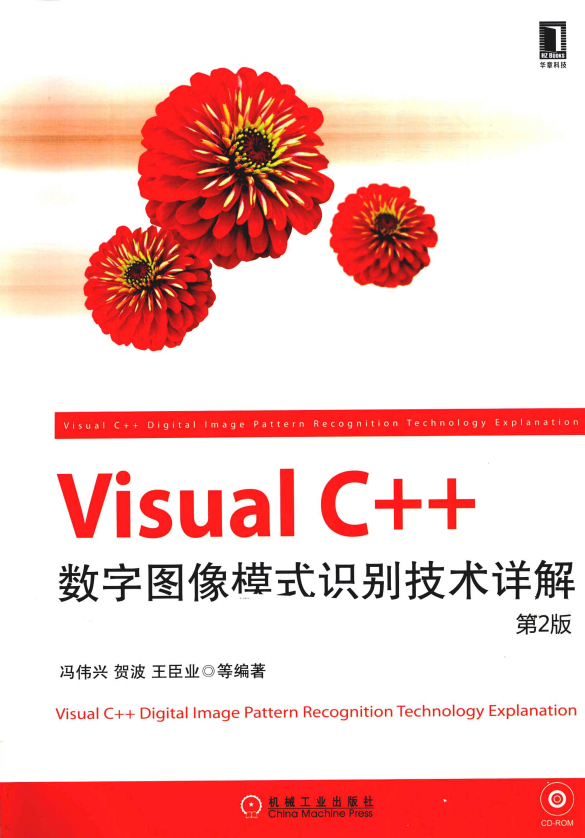 HZ BOOKS
华章科技
Visual C++ Digital Image Pattern Recognition Technology Explanation
Visual C++
数字图像模式识别技术详解
第2版
冯伟兴 贺波 王臣业◎等编著
Visual C++ Digital Image Pattern Recognition Technology Explanation
机械工业出版社
China Machine Press
CD-ROM